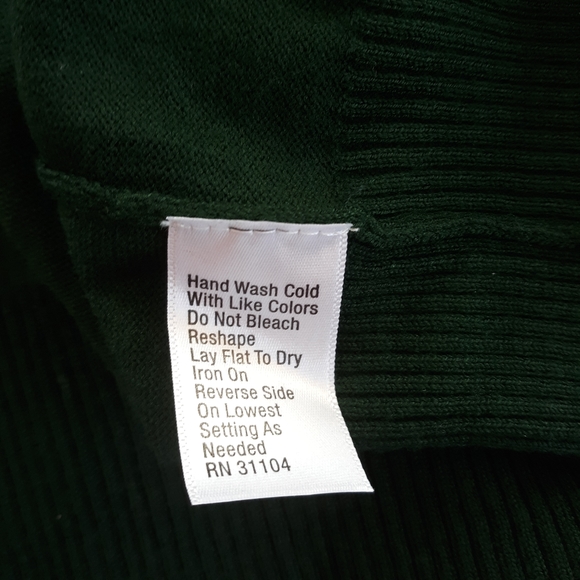 Hand Wash Cold
With Like Colors
Do Not Bleach
Reshape
Lay Flat To Dry
Iron On
Reverse Side
On Lowest
Setting As
Needed
RN 31104